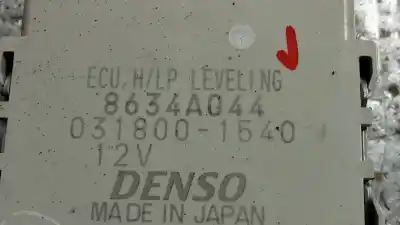 ECU, H/LP LEVELING
8634A044
031800-1540
12V
DENSO
MADE IN JAPAN